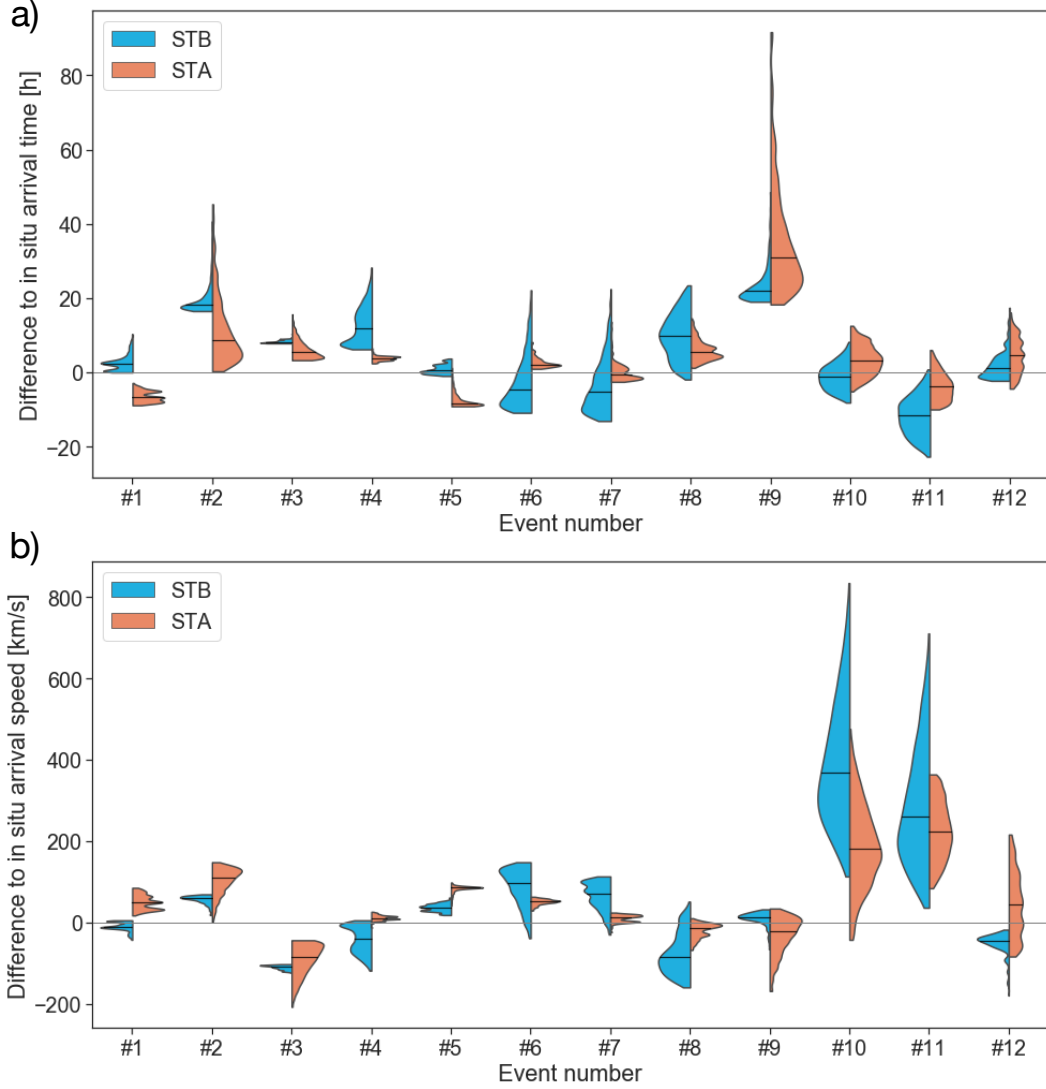 a)
STB
STA
Difference to in situ arrival time [h]
80
60
40
20
0
−20
#1 #2 #3 #4 #5 #6 #7 #8 #9 #10 #11 #12
Event number
b)
STB
STA
Difference to in situ arrival speed [km/s]
800
600
400
200
0
−200
#1 #2 #3 #4 #5 #6 #7 #8 #9 #10 #11 #12
Event number